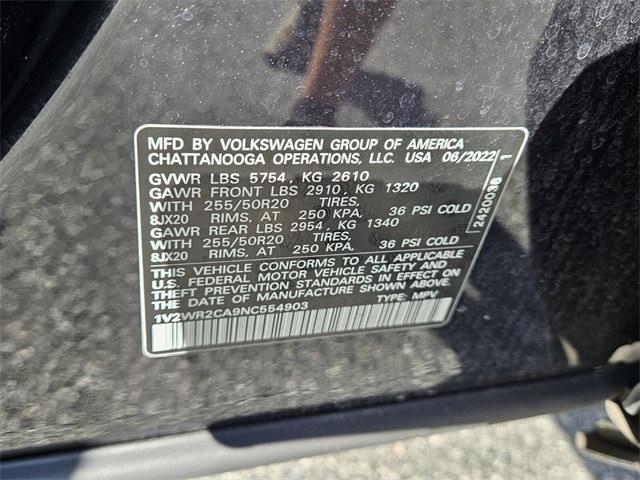 MFD BY VOLKSWAGEN GROUP OF AMERICA
CHATTANOOGA OPERATIONS, LLC. USA 06/2022
GVWR LBS 5754, KG 2610
GAWR FRONT LBS 2910, KG 1320
WITH 255/50R20 TIRES,
8JX20 RIMS, AT 250 KPA, 36 PSI COLD
GAWR REAR LBS 2954, KG 1340
WITH 255/50R20 TIRES,
8JX20 RIMS, AT 250 KPA, 36 PSI COLD
THIS VEHICLE CONFORMS TO ALL APPLICABLE
U.S. FEDERAL MOTOR VEHICLE SAFETY AND
THEFT PREVENTION STANDARDS IN EFFECT ON
THE DATE OF MANUFACTURE SHOWN ABOVE.
1V2WR2CA9NC554903 TYPE: MPV
2420038 1